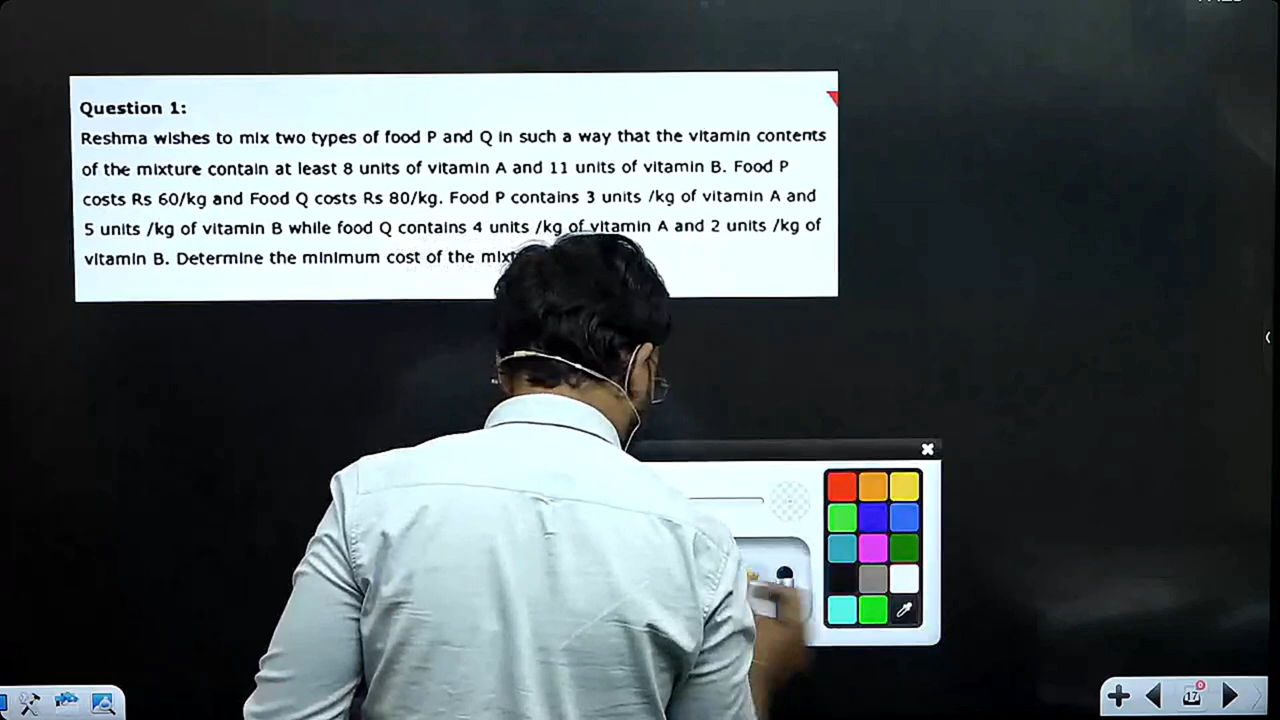 Question 1:
Reshma wishes to mix two types of food P and Q in such a way that the vitamin contents
of the mixture contain at least 8 units of vitamin A and 11 units of vitamin B. Food P
costs Rs 60/kg and Food Q costs Rs 80/kg. Food P contains 3 units /kg of vitamin A and
5 units /kg of vitamin B while food Q contains 4 units /kg of vitamin A and 2 units /kg of
vitamin B. Determine the minimum cost of the
17
0